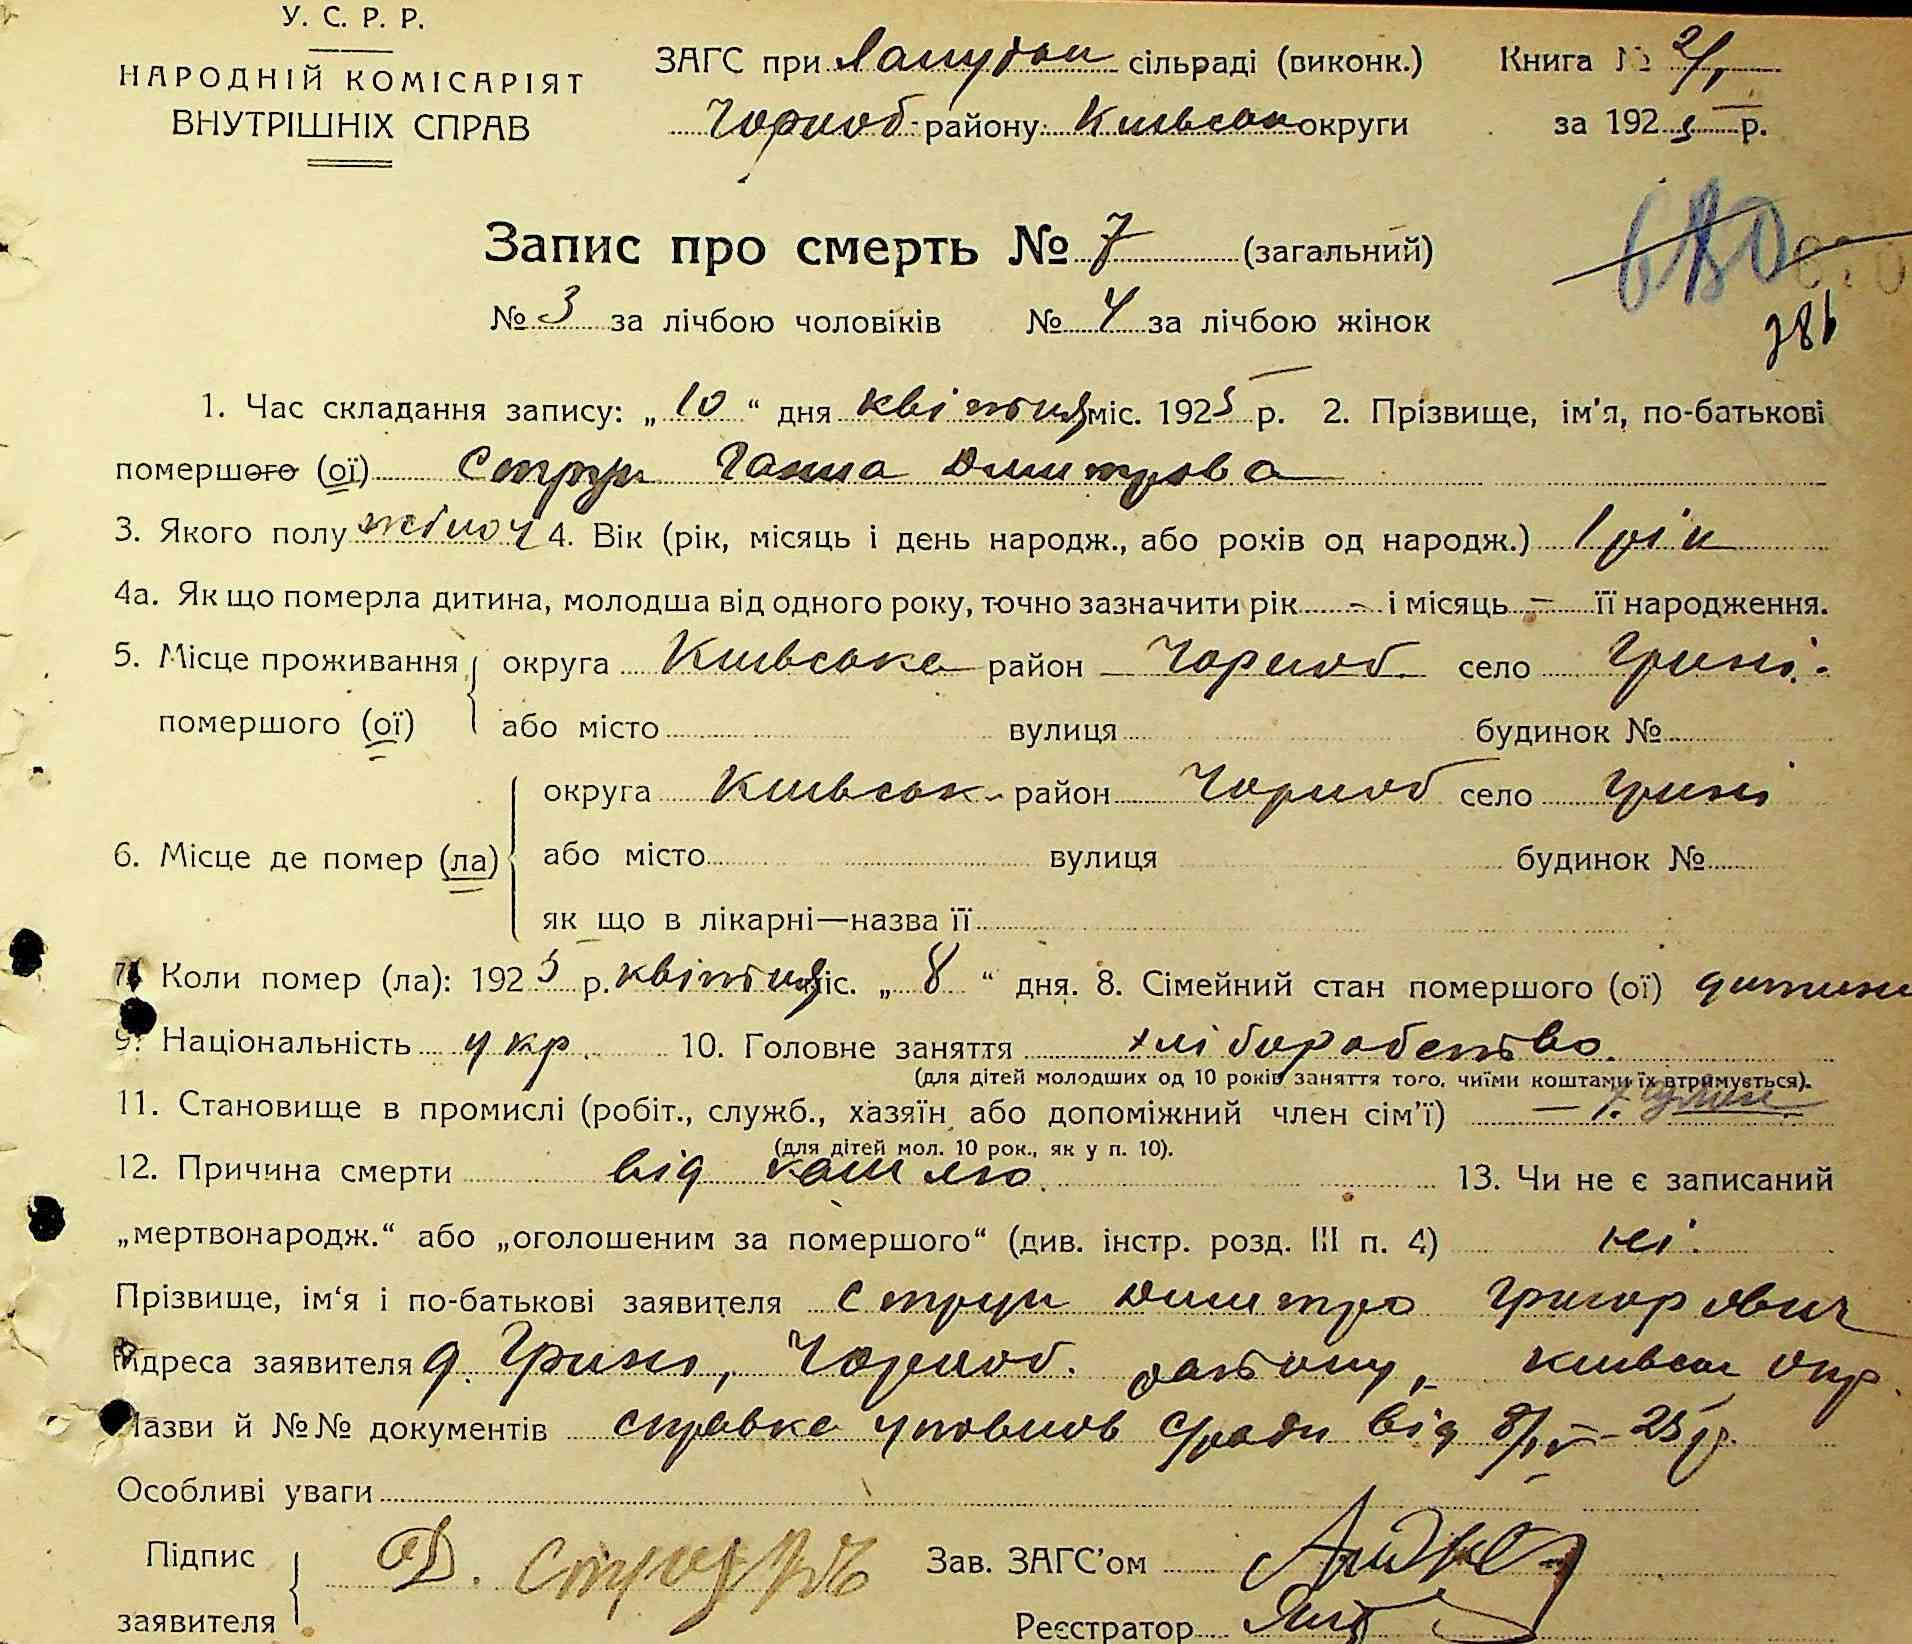 У. С. Р. Р.
НАРОДНІЙ КОМІСАРІЯТ
ВНУТРІШНІХ СПРАВ
ЗАГС при сільраді (виконк.)
Чорноб. району Київськ округи
Книга №
за 1925 р.
Запис про смерть № 7 (загальний)
№ 3 за лічбою чоловіків № 4 за лічбою жінок
1. Час складання запису: „ 10 “ дня квітня міс. 1925 р. 2. Прізвище, ім'я, по-батькові
помершого (ої) Струк Ганна Дмитрова
3. Якого полу жіноч 4. Вік (рік, місяць і день народж., або років од народж.) 1 рік
4а. Як що померла дитина, молодша від одного року, точно зазначити рік – і місяць – її народження.
5. Місце проживання помершого (ої) округа Київська район Чорноб. село Грині.
або місто вулиця будинок №
6. Місце де помер (ла) округа Київськ. район Чорноб село Грині
або місто вулиця будинок №
як що в лікарні—назва її
7. Коли помер (ла): 1925 р. квітня міс. „ 8 “ дня. 8. Сімейний стан помершого (ої) дитина
9. Національність укр. 10. Головне заняття хліборобство.
(для дітей молодших од 10 років, заняття того, чиїми коштами їх втримується).
11. Становище в промислі (робіт., служб., хазяїн або допоміжний член сім'ї) —
(для дітей мол. 10 рок., як у п. 10).
12. Причина смерти від кашлю. 13. Чи не є записаний
„мертвонародж.“ або „оголошеним за помершого“ (див. інстр. розд. III п. 4) ні.
Прізвище, ім'я і по-батькові заявителя Струк Дмитро Григорович
Адреса заявителя д. Грині, Чорноб. району, Київськ окр.
Назви й №№ документів справка уповнов с/ради від 8/IV-25 р.
Особливі уваги
Підпис заявителя Д.
Зав. ЗАГС'ом
Реєстратор